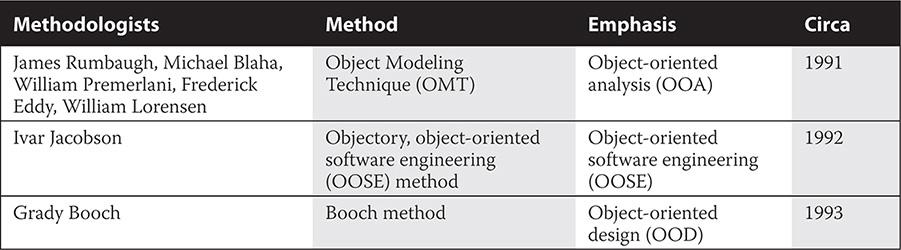 Methodologists Method Emphasis Circa
James Rumbaugh, Michael Blaha, Object Modeling Object-oriented 1991
William Premerlani, Frederick Technique (OMT) analysis (OOA)
Eddy, William Lorensen
Ivar Jacobson Objectory, object-oriented Object-oriented 1992
software engineering software engineering
(OOSE) method (OOSE)
Grady Booch Booch method Object-oriented 1993
design (OOD)